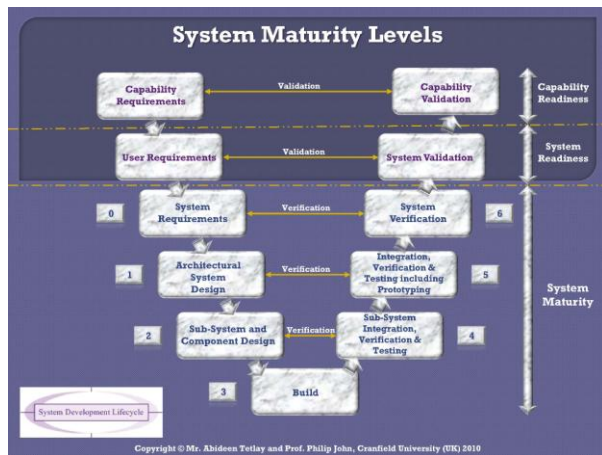 System Maturity Levels
Capability
Requirements
Validation
Capability
Validation
Capability
Readiness
User Requirements
Validation
System Validation
System
Readiness
0
System
Requirements
Verification
System
Verification
6
1
Architectural
System
Design
Verification
Integration,
Verification &
Testing including
Prototyping
5
System
Maturity
2
Sub-System and
Component Design
Verification
Sub-System
Integration,
Verification &
Testing
4
3
Build
System Development Lifecycle
Copyright © Mr. Abideen Tetlay and Prof. Philip John, Cranfield University (UK) 2010